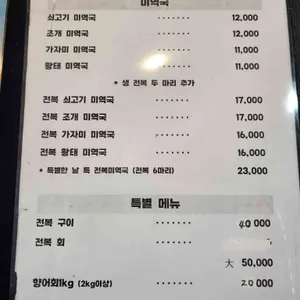 미역국
쇠고기 미역국 ······· 12,000
조개 미역국 ······· 12,000
가자미 미역국 ······· 11,000
황태 미역국 ······· 11,000
* 생 전복 두 마리 추가
전복 쇠고기 미역국 ······· 17,000
전복 조개 미역국 ······· 17,000
전복 가자미 미역국 ······· 16,000
전복 황태 미역국 ······· 16,000
* 특별한 날 특 전복미역국 (전복 6마리) 23,000
특별 메뉴
전복 구이 ······· 40 000
전복 회 ·······
大 50,000
향어회1kg (2kg이상) ······· 20 000